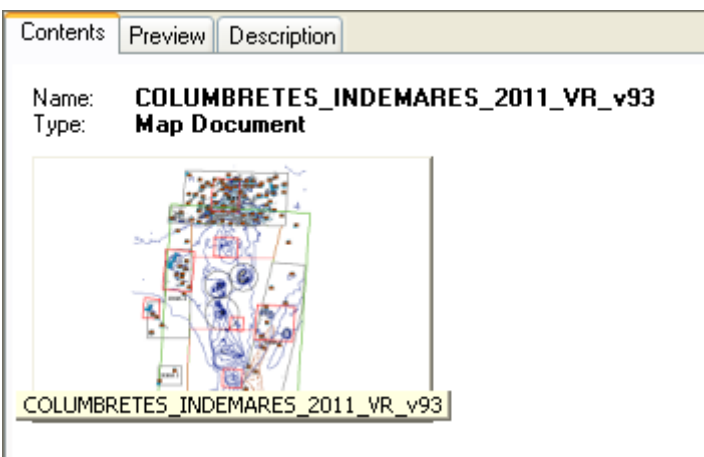 Contents Preview Description
Name: COLUMBRETES_INDEMARES_2011_VR_v93
Type: Map Document
COLUMBRETES_INDEMARES_2011_VR_v93